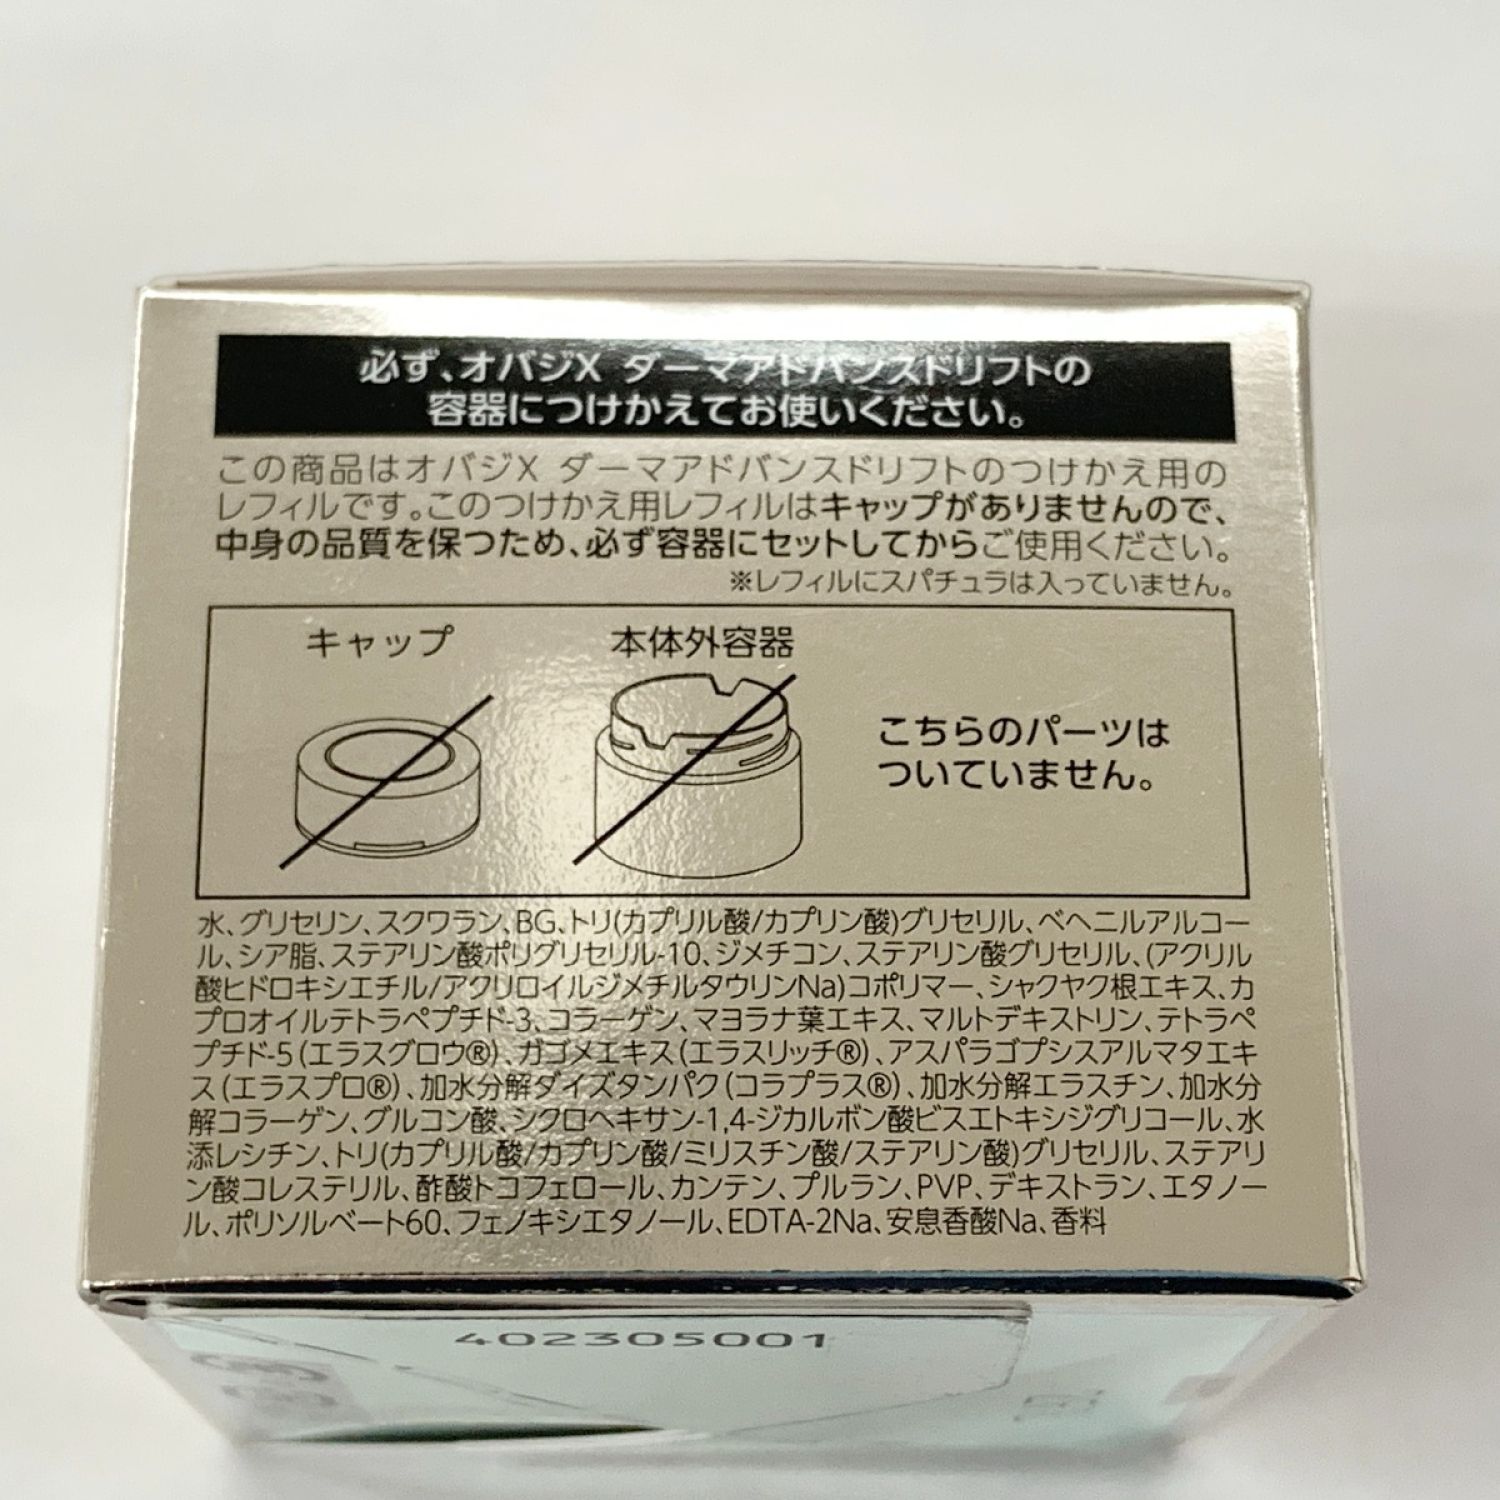 必ず、オバジX ダーマアドバンスドリフトの
容器につけかえてお使いください。
この商品はオバジX ダーマアドバンスドリフトのつけかえ用の
レフィルです。このつけかえ用レフィルはキャップがありませんので、
中身の品質を保つため、必ず容器にセットしてからご使用ください。
※レフィルにスパチュラは入っていません。
キャップ
本体外容器
こちらのパーツは
ついていません。
水、グリセリン、スクワラン、BG、トリ(カプリル酸/カプリン酸)グリセリル、ベヘニルアルコー
ル、シア脂、ステアリン酸ポリグリセリル-10、ジメチコン、ステアリン酸グリセリル、(アクリル
酸ヒドロキシエチル/アクリロイルジメチルタウリンNa)コポリマー、シャクヤク根エキス、カ
プロオイルテトラペプチド-3、コラーゲン、マヨラナ葉エキス、マルトデキストリン、テトラペ
プチド-5(エラスグロウ®)、ガゴメエキス(エラスリッチ®)、アスパラゴプシスアルマタエキ
ス(エラスプロ®)、加水分解ダイズタンパク(コラプラス®)、加水分解エラスチン、加水分
解コラーゲン、グルコン酸、シクロヘキサン-1,4-ジカルボン酸ビスエトキシジグリコール、水
添レシチン、トリ(カプリル酸/カプリン酸/ミリスチン酸/ステアリン酸)グリセリル、ステアリ
ン酸コレステリル、酢酸トコフェロール、カンテン、プルラン、PVP、デキストラン、エタノー
ル、ポリソルベート60、フェノキシエタノール、EDTA-2Na、安息香酸Na、香料
402305001